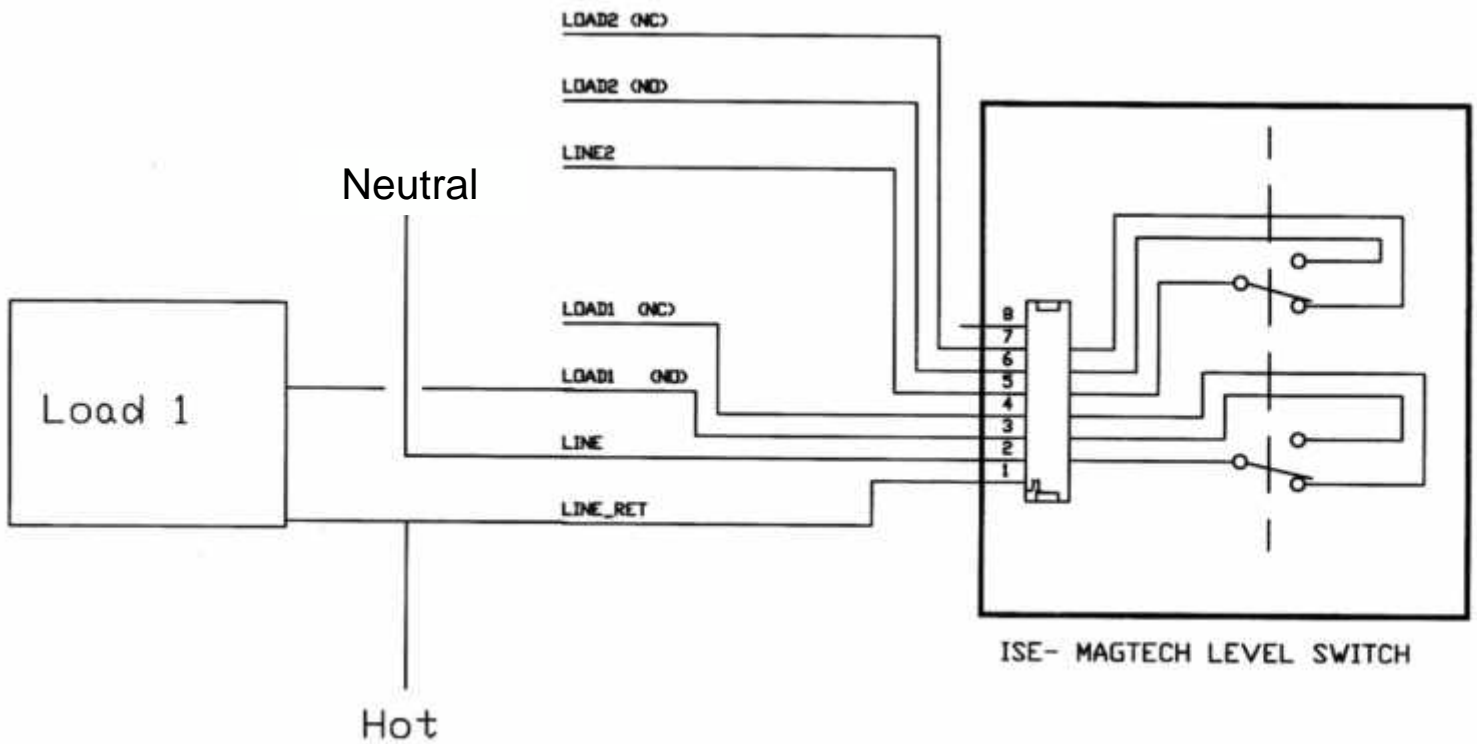 LOAD2 (NC)
LOAD2 (NO)
LINE2
Neutral
LOAD1 (NC)
LOAD1 (NO)
Load 1
LINE
LINE_RET
Hot
8
7
6
5
4
3
2
1
ISE- MAGTECH LEVEL SWITCH